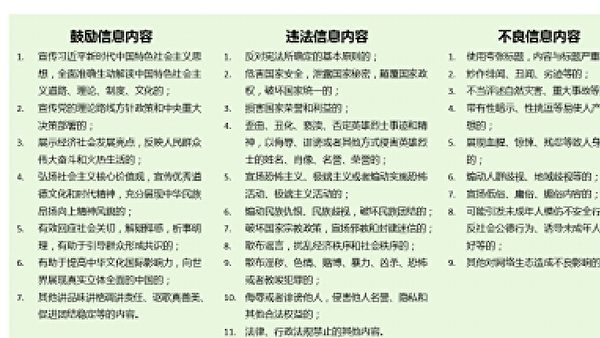 鼓励信息内容
1. 宣传习近平新时代中国特色社会主义思
想，全面准确生动解读中国特色社会主
义道路、理论、制度、文化的；
2. 宣传党的理论路线方针政策和中央重大
决策部署的；
3. 展示经济社会发展亮点，反映人民群众
伟大奋斗和火热生活的；
4. 弘扬社会主义核心价值观，宣传优秀道
德文化和时代精神，充分展现中华民族
昂扬向上精神风貌的；
5. 有效回应社会关切，解疑释惑，析事明
理，有助于引导群众形成共识的；
6. 有助于提高中华文化国际影响力，向世
界展现真实立体全面的中国的；
7. 其他讲品味讲格调讲责任、讴歌真善美、
促进团结稳定等的内容。
违法信息内容
1. 反对宪法所确定的基本原则的；
2. 危害国家安全，泄露国家秘密，颠覆国家政
权，破坏国家统一的；
3. 损害国家荣誉和利益的；
4. 歪曲、丑化、亵渎、否定英雄烈士事迹和精
神，以侮辱、诽谤或者其他方式侵害英雄烈
士的姓名、肖像、名誉、荣誉的；
5. 宣扬恐怖主义、极端主义或者煽动实施恐怖
活动、极端主义活动的；
6. 煽动民族仇恨、民族歧视，破坏民族团结的；
7. 破坏国家宗教政策，宣扬邪教和封建迷信的；
8. 散布谣言，扰乱经济秩序和社会秩序的；
9. 散布淫秽、色情、赌博、暴力、凶杀、恐怖
或者教唆犯罪的；
10. 侮辱或者诽谤他人，侵害他人名誉、隐私和
其他合法权益的；
11. 法律、行政法规禁止的其他内容。
不良信息内容
1. 使用夸张标题，内容与标题严重
2. 炒作绯闻、丑闻、劣迹等的；
3. 不当评述自然灾害、重大事故等
4. 带有性暗示、性挑逗等易使人产
想的；
5. 展现血腥、惊悚、残忍等致人身
的；
6. 煽动人群歧视、地域歧视等的；
7. 宣扬低俗、庸俗、媚俗内容的；
8. 可能引发未成年人模仿不安全行
反社会公德行为、诱导未成年人
好等的；
9. 其他对网络生态造成不良影响的